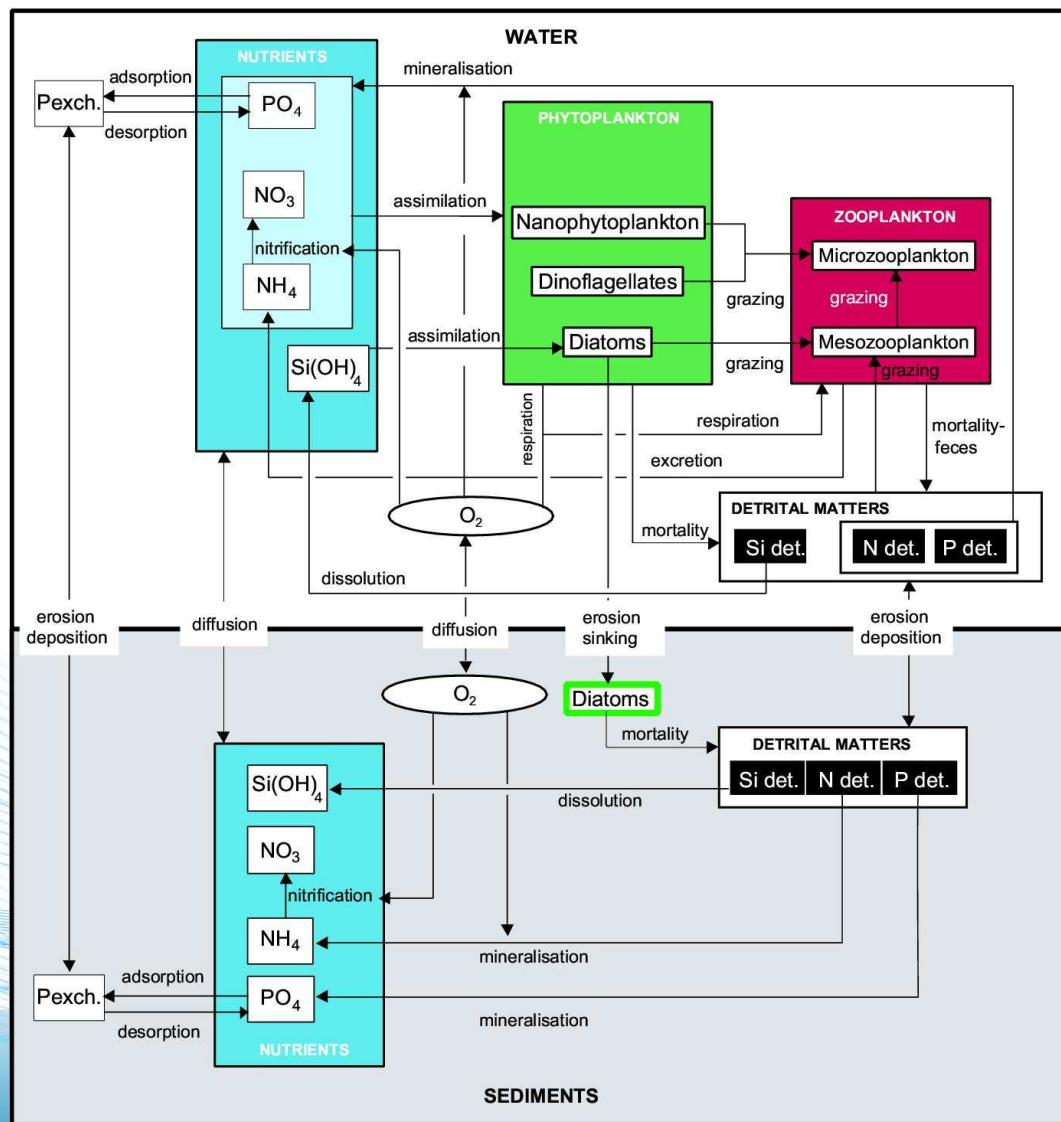 WATER
NUTRIENTS
mineralisation
adsorption
Pexch.
PO4
desorption
PHYTOPLANKTON
NO3
assimilation
Nanophytoplankton
ZOOPLANKTON
nitrification
Microzooplankton
NH4
Dinoflagellates
grazing
grazing
assimilation
Diatoms
Mesozooplankton
Si(OH)4
grazing
grazing
respiration
respiration
mortality-
feces
excretion
O2
DETRITAL MATTERS
mortality
Si det.
N det.
P det.
dissolution
erosion
deposition
diffusion
diffusion
erosion
sinking
erosion
deposition
O2
Diatoms
mortality
DETRITAL MATTERS
Si(OH)4
Si det.
N det.
P det.
dissolution
NO3
nitrification
NH4
mineralisation
adsorption
Pexch.
PO4
desorption
mineralisation
NUTRIENTS
SEDIMENTS